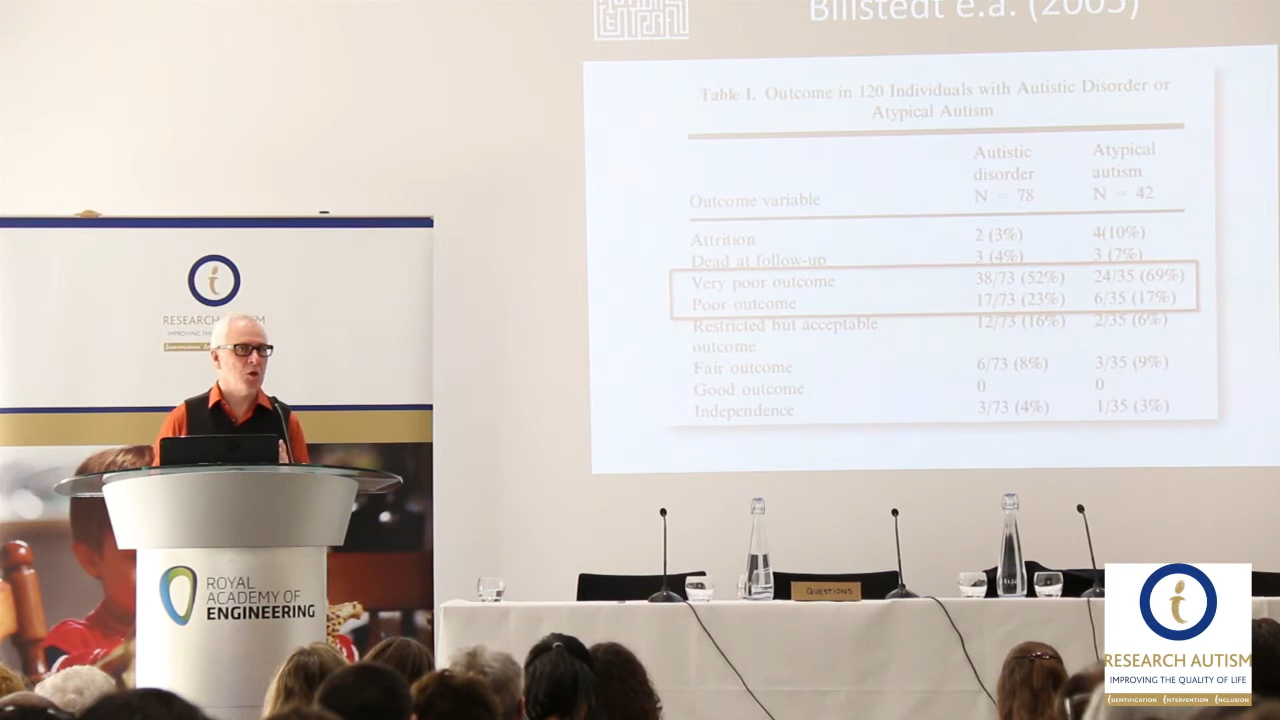 Billstedt e.a. (2005)
Table I. Outcome in 120 Individuals with Autistic Disorder or
Atypical Autism
Outcome variable
Autistic
disorder
N = 78
Atypical
autism
N = 42
Attrition 2 (3%) 4(10%)
Dead at follow-up 3 (4%) 3 (7%)
Very poor outcome 38/73 (52%) 24/35 (69%)
Poor outcome 17/73 (23%) 6/35 (17%)
Restricted but acceptable 12/73 (16%) 2/35 (6%)
outcome
Fair outcome 6/73 (8%) 3/35 (9%)
Good outcome 0 0
Independence 3/73 (4%) 1/35 (3%)
RESEARCH
ROYAL
ACADEMY OF
ENGINEERING
QUESTIONS
RESEARCH AUTISM
IMPROVING THE QUALITY OF LIFE
IDENTIFICATION INTERVENTION INCLUSION